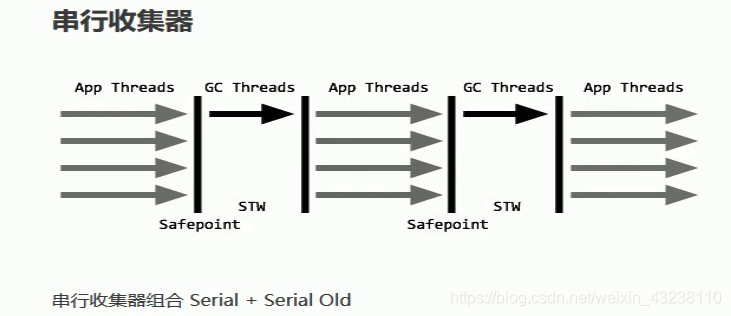 串行收集器
App Threads GC Threads App Threads GC Threads App Threads
STW STW
Safepoint Safepoint
串行收集器组合 Serial + Serial Old
https://blog.csdn.net/weixin_43238110